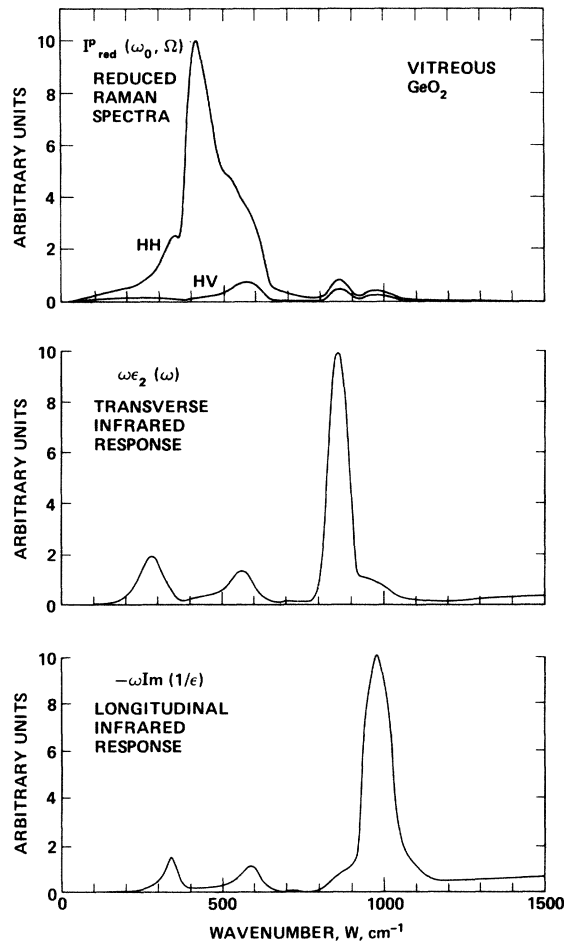 I^p_red (ω₀, Ω)
REDUCED
RAMAN
SPECTRA
VITREOUS
GeO₂
HH
HV
ARBITRARY UNITS
10
8
6
4
2
0
ωε₂ (ω)
TRANSVERSE
INFRARED
RESPONSE
ARBITRARY UNITS
10
8
6
4
2
0
−ωIm (1/ε)
LONGITUDINAL
INFRARED
RESPONSE
ARBITRARY UNITS
10
8
6
4
2
0
0 500 1000 1500
WAVENUMBER, W, cm⁻¹